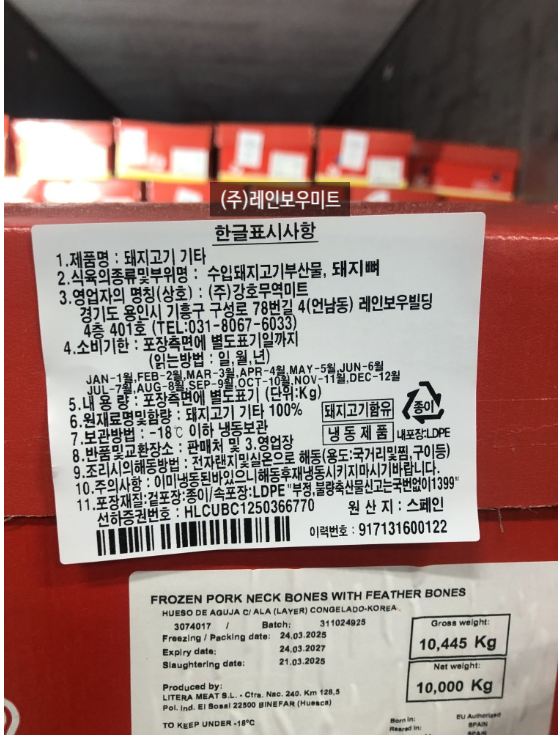 (주)레인보우미트
한글표시사항
1.제품명 : 돼지고기 기타
2.식육의종류및부위명 : 수입돼지고기부산물, 돼지뼈
3.영업자의 명칭(상호) : (주)강호무역미트
경기도 용인시 기흥구 구성로 78번길 4(언남동) 레인보우빌딩
4층 401호 (TEL:031-8067-6033)
4.소비기한 : 포장측면에 별도표기일까지
(읽는방법 : 일,월,년)
JAN-1월,FEB-2월,MAR-3월,APR-4월,MAY-5월,JUN-6월
JUL-7월,AUG-8월,SEP-9월,OCT-10월,NOV-11월,DEC-12월
5.내 용 량 : 포장측면에 별도표기 (단위:Kg)
6.원재료명및함량 : 돼지고기 기타 100% 돼지고기함유 종이
7.보관방법 : -18℃ 이하 냉동보관 냉동제품 내포장:LDPE
8.반품및교환장소 : 판매처 및 3.영업장
9.조리시의해동방법 : 전자랜지및실온으로 해동(용도:국거리및찜,구이등)
10.주의사항 : 이미냉동된바있으니해동후재냉동시키지마시기바랍니다.
11.포장재질:겉포장:종이/속포장:LDPE "부정,불량축산물신고는국번없이1399"
선하증권번호 : HLCUBC1250366770 원 산 지 : 스페인
이력번호 : 917131600122
FROZEN PORK NECK BONES WITH FEATHER BONES
HUESO DE AGUJA C/ ALA (LAYER) CONGELADO-KOREA
3074017 / Batch: 311024925
Freezing / Packing date: 24.03.2025
Expiry date: 24.03.2027
Slaughtering date: 21.03.2025
Gross weight:
10,445 Kg
Net weight:
10,000 Kg
Produced by:
LITERA MEAT S.L. - Ctra. Nac. 240. Km 126,5
Pol. Ind. El Sosal 22500 BINEFAR (Huesca)
TO KEEP UNDER -18°C
Born in: EU Authorized
Reared in: SPAIN
SPAIN